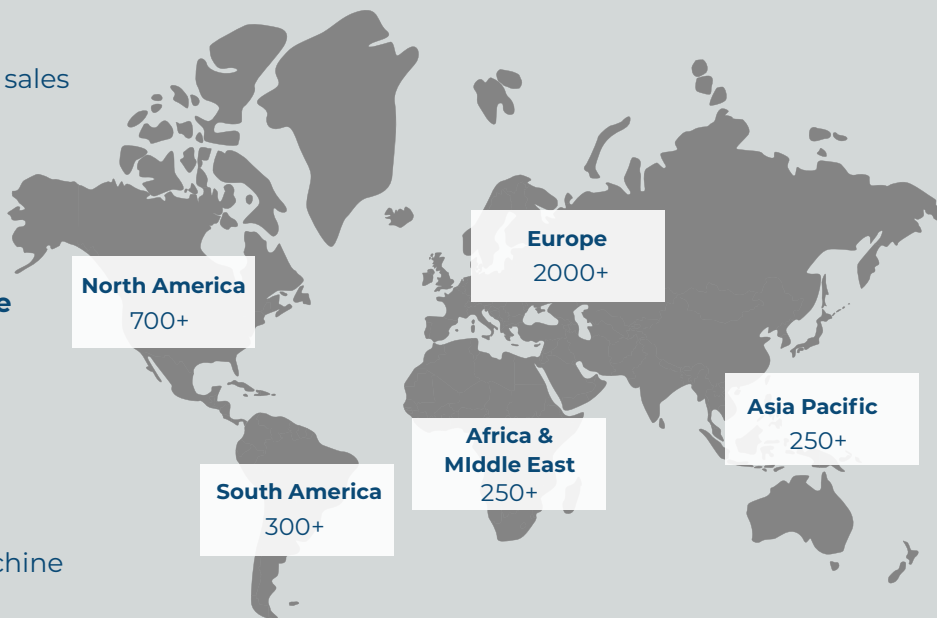 sales
e
chine
North America
700+
Europe
2000+
Asia Pacific
250+
Africa &
MIddle East
250+
South America
300+